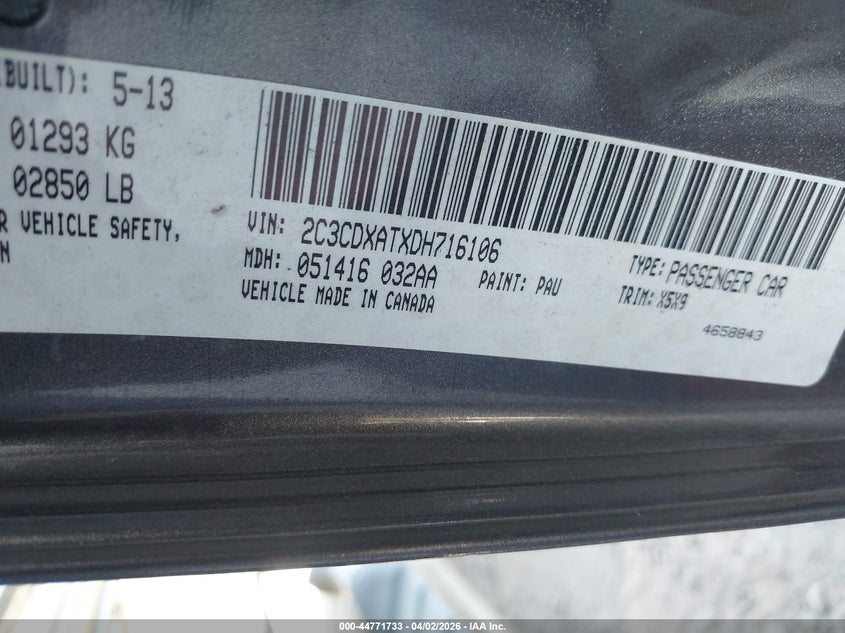 (BUILT): 5-13
01293 KG
02850 LB
R VEHICLE SAFETY,
N
VIN: 2C3CDXATXDH716106
MDH: 051416 032AA
PAINT: PAU
VEHICLE MADE IN CANADA
TYPE: PASSENGER CAR
TRIM: X5X9
4658843
000-44771733 - 04/02/2026 - IAA Inc.